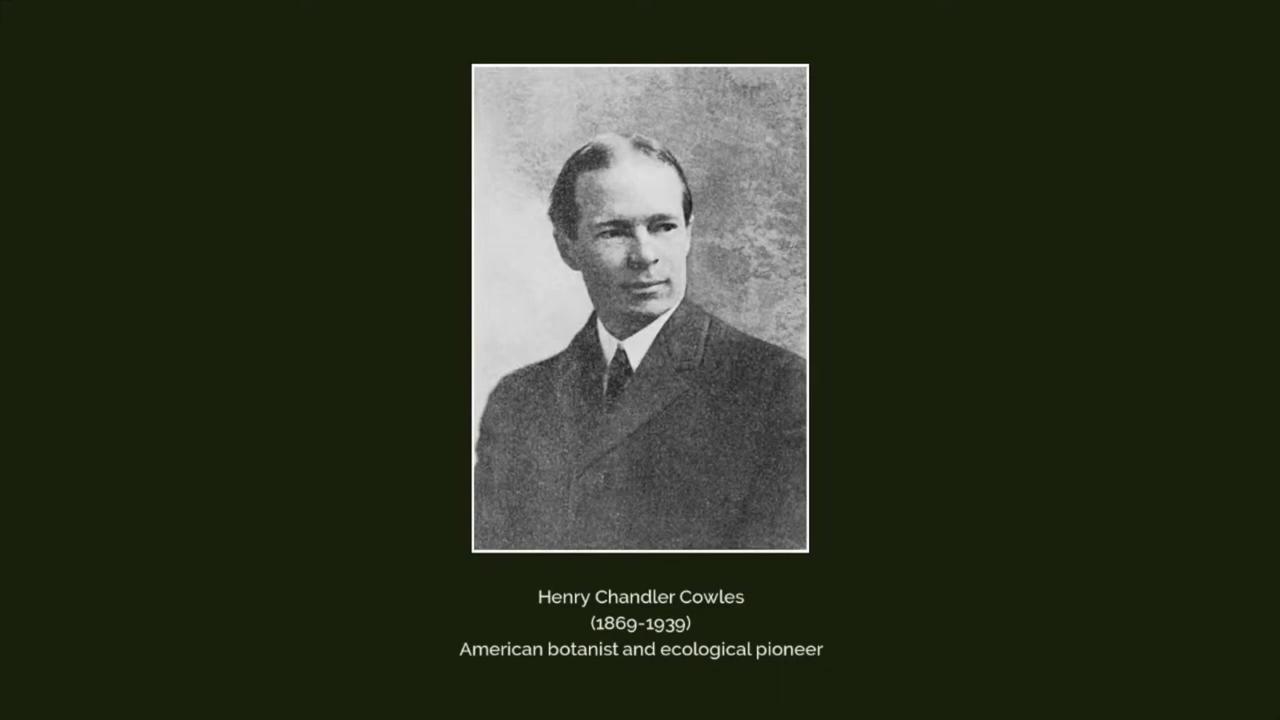 Henry Chandler Cowles
(1869-1939)
American botanist and ecological pioneer